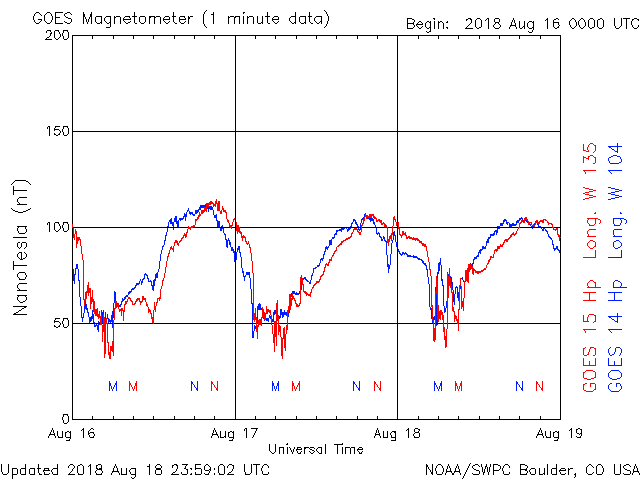 GOES Magnetometer (1 minute data)
Begin: 2018 Aug 16 0000 UTC
200
150
100
50
0
NanoTesla (nT)
M M N N M M N N M M N N
Aug 16 Aug 17 Aug 18 Aug 19
Universal Time
GOES 15 Hp Long. W 135
GOES 14 Hp Long. W 104
Updated 2018 Aug 18 23:59:02 UTC
NOAA/SWPC Boulder, CO USA